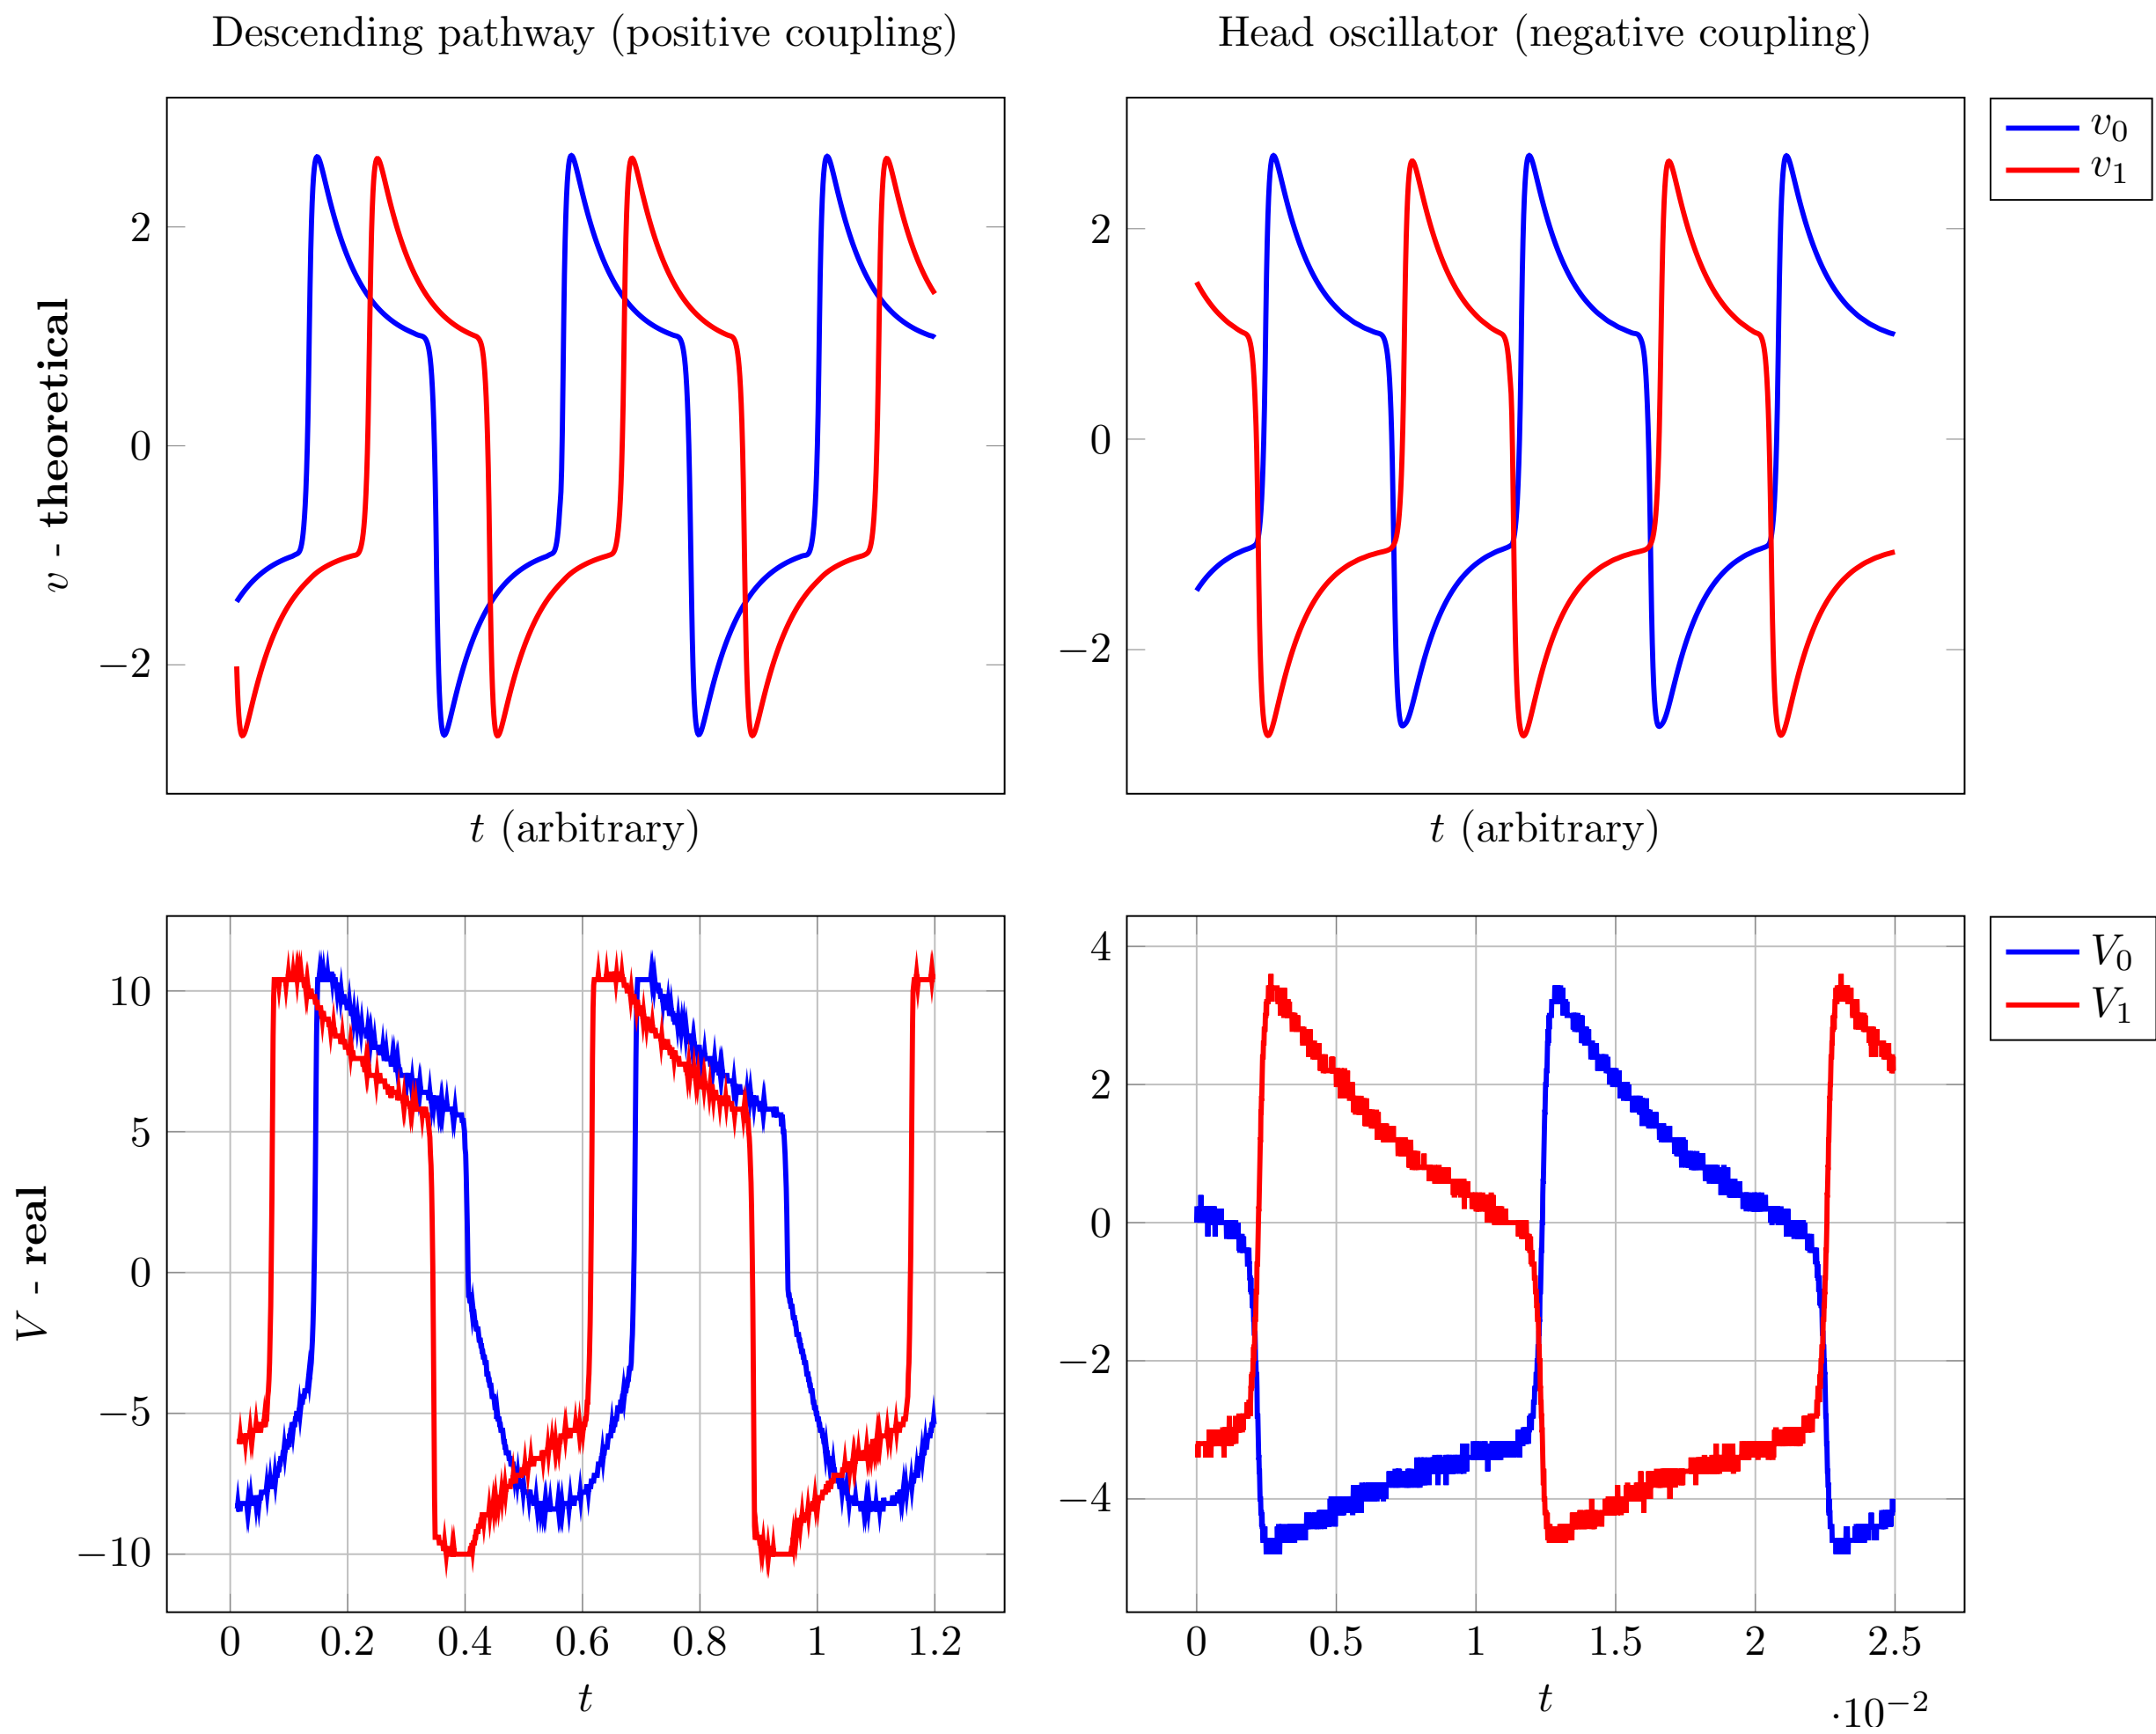 Descending pathway (positive coupling)
Head oscillator (negative coupling)
v - theoretical
2
0
−2
t (arbitrary)
2
0
−2
t (arbitrary)
v₀
v₁
V - real
10
5
0
−5
−10
0 0.2 0.4 0.6 0.8 1 1.2
t
4
2
0
−2
−4
0 0.5 1 1.5 2 2.5
t
·10⁻²
V₀
V₁